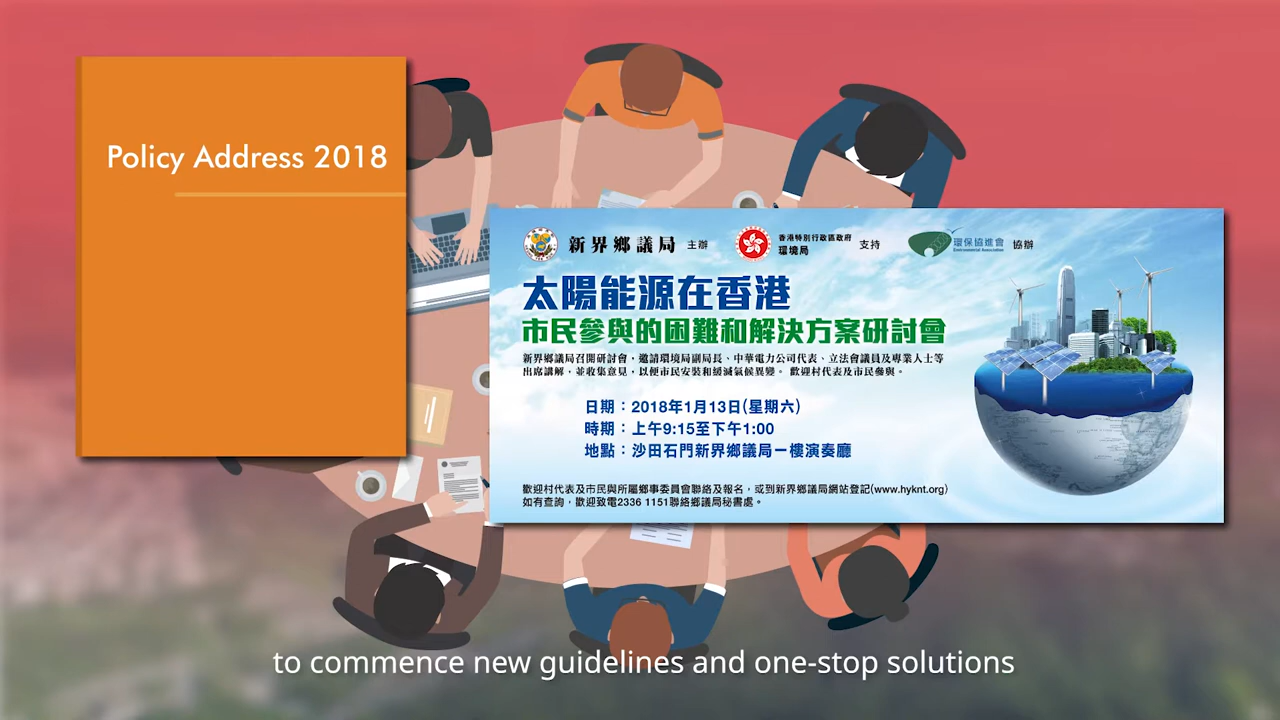 Policy Address 2018
新界鄉議局 主辦
香港特別行政區政府
環境局
支持
環保協進會
Environmental Association
協辦
太陽能源在香港
市民參與的困難和解決方案研討會
新界鄉議局召開研討會，邀請環境局副局長、中華電力公司代表、立法會議員及專業人士等
出席講解，並收集意見，以便市民安裝和緩減氣候異變。 歡迎村代表及市民參與。
日期：2018年1月13日(星期六)
時期：上午9:15至下午1:00
地點：沙田石門新界鄉議局一樓演奏廳
歡迎村代表及市民與所屬鄉事委員會聯絡及報名，或到新界鄉議局網站登記(www.hyknt.org)
如有查詢，歡迎致電2336 1151聯絡鄉議局秘書處。
to commence new guidelines and one-stop solutions